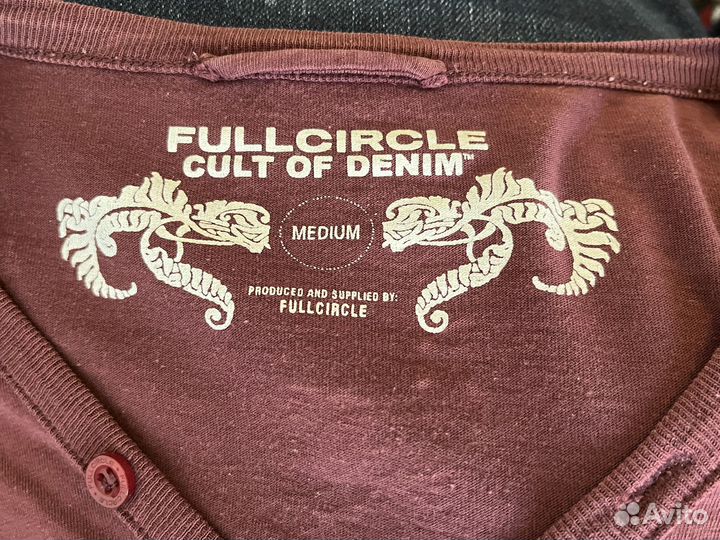 FULLCIRCLE
CULT OF DENIM™
MEDIUM
PRODUCED AND SUPPLIED BY:
FULLCIRCLE
Avito